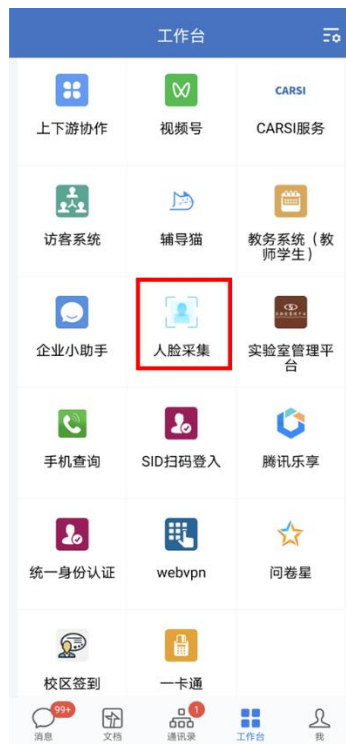 工作台
CARSI
上下游协作
视频号
CARSI服务
访客系统
辅导猫
教务系统（教
师学生）
企业小助手
人脸采集
实验室管理平
台
手机查询
SID扫码登入
腾讯乐享
统一身份认证
webvpn
问卷星
校区签到
一卡通
99+
1
消息
文档
通讯录
工作台
我